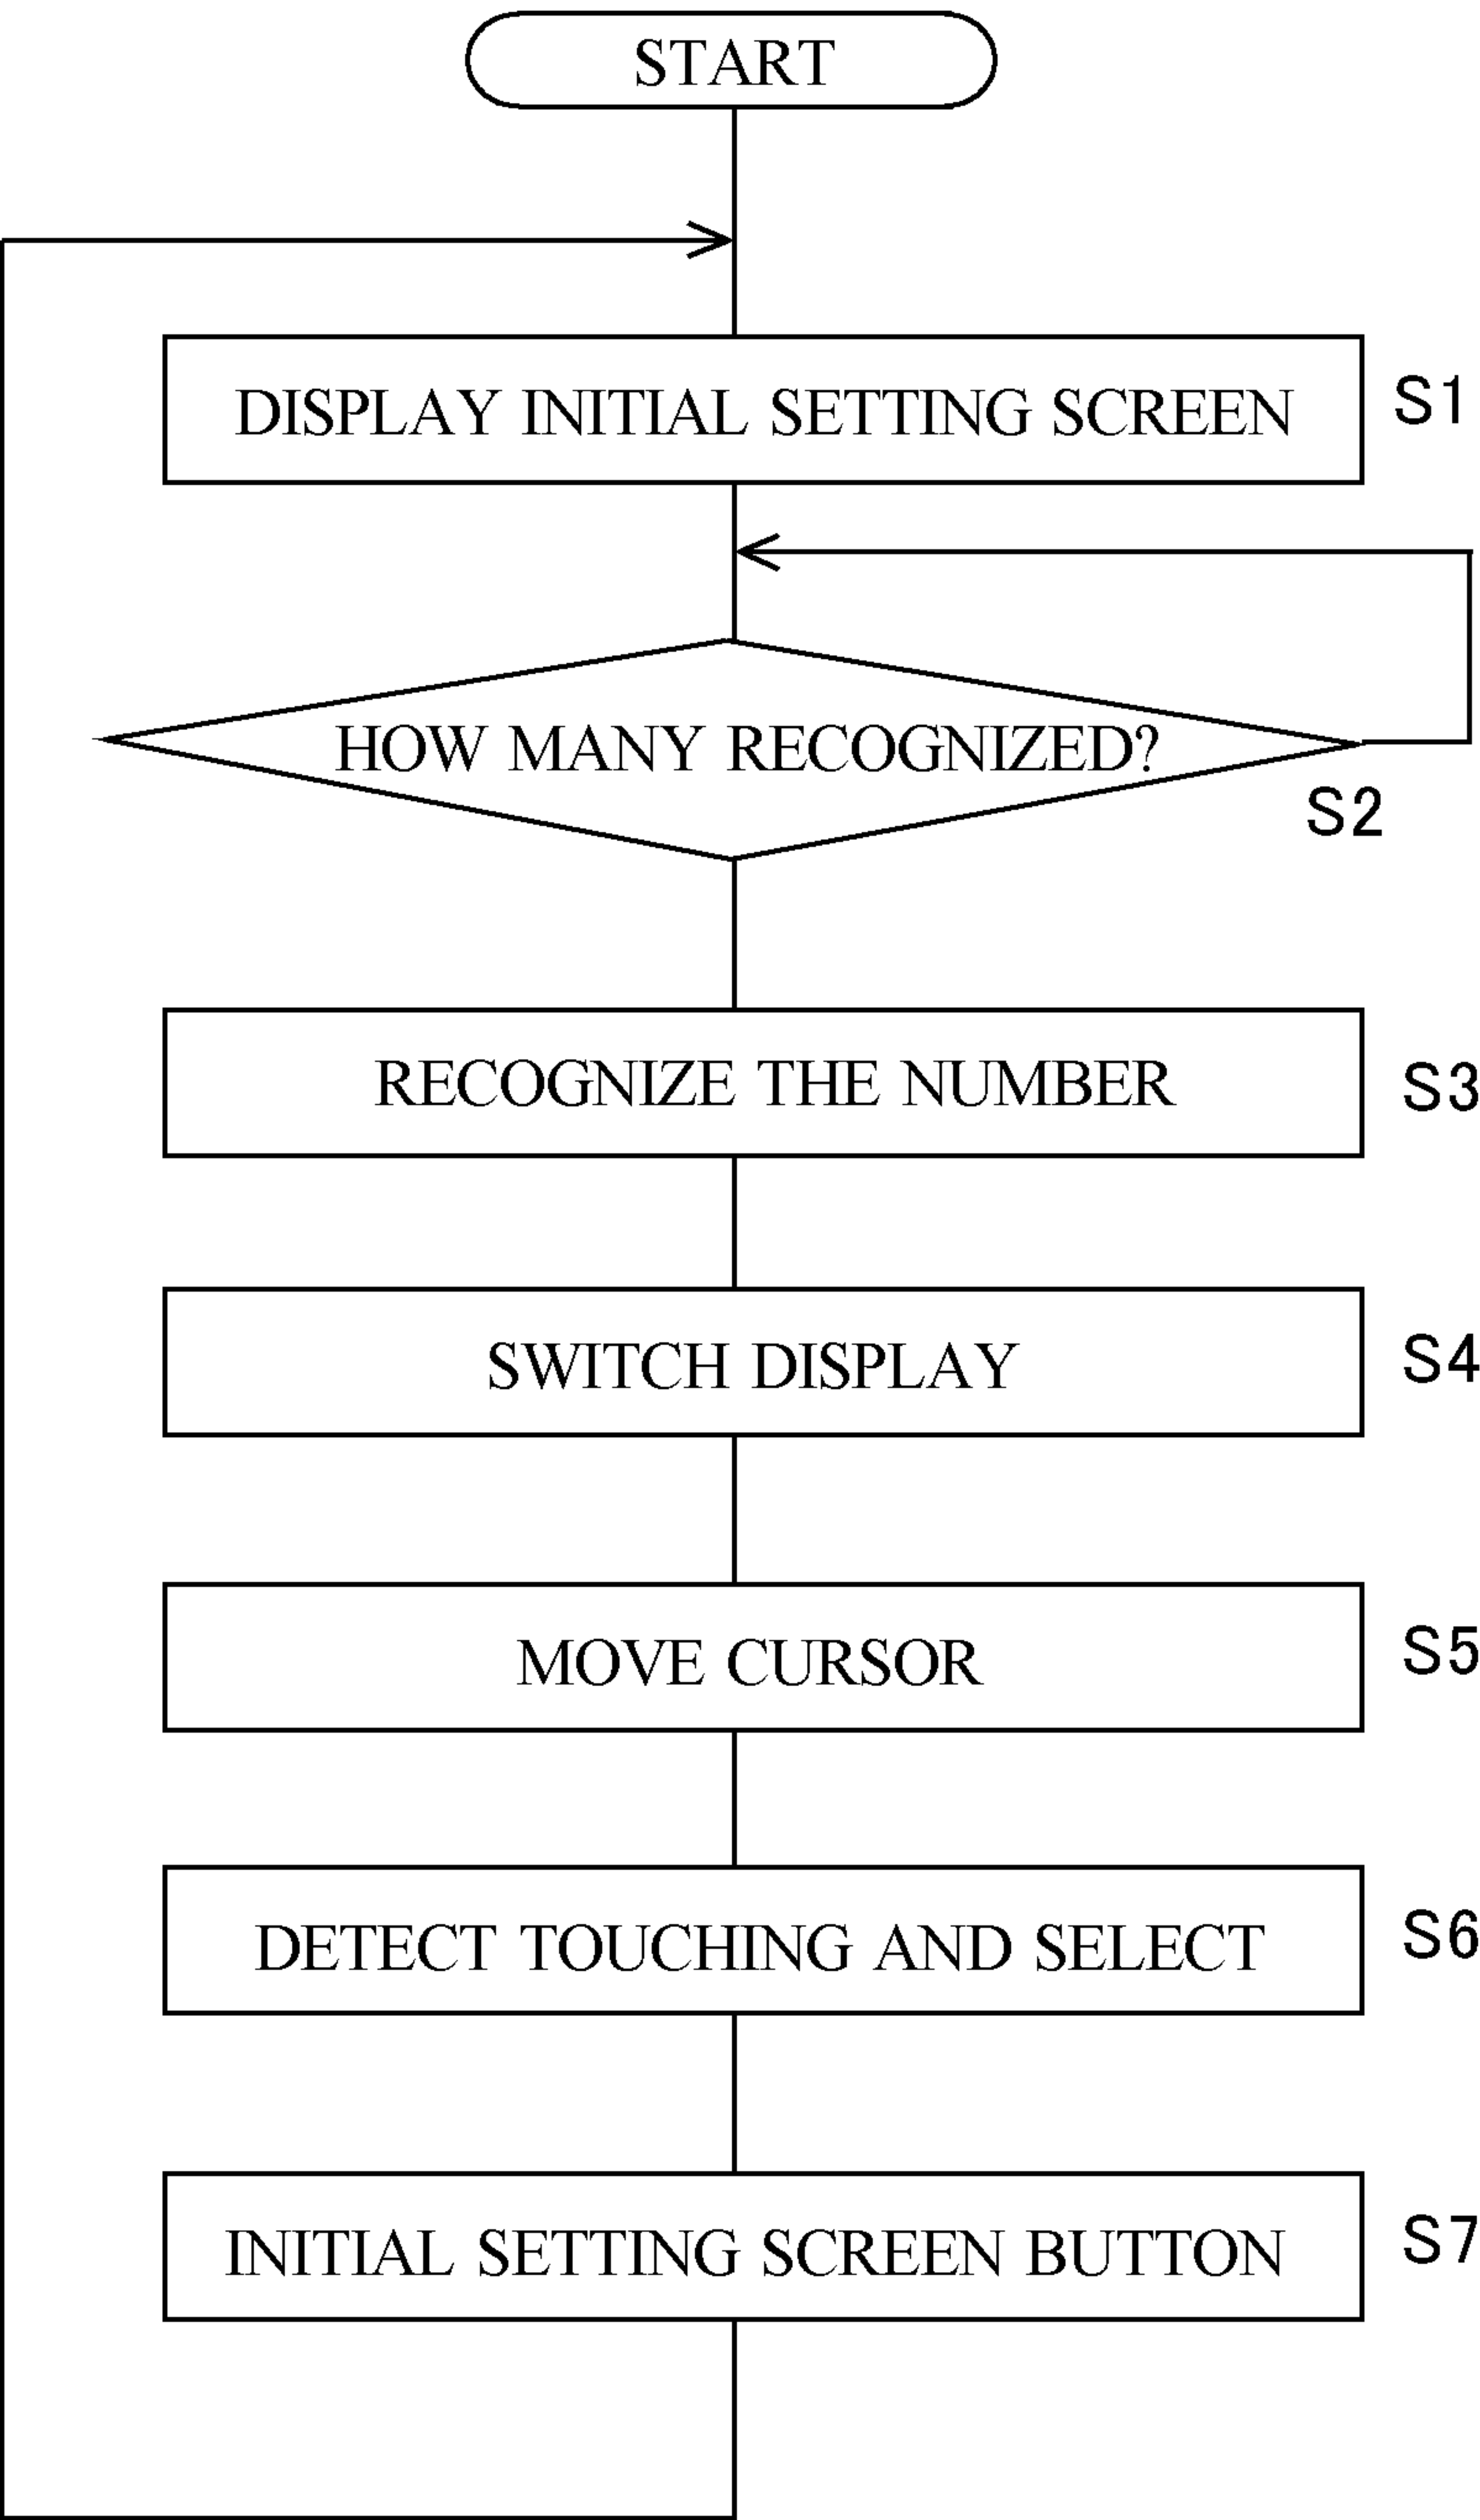 START
DISPLAY INITIAL SETTING SCREEN
S1
HOW MANY RECOGNIZED?
S2
RECOGNIZE THE NUMBER
S3
SWITCH DISPLAY
S4
MOVE CURSOR
S5
DETECT TOUCHING AND SELECT
S6
INITIAL SETTING SCREEN BUTTON
S7